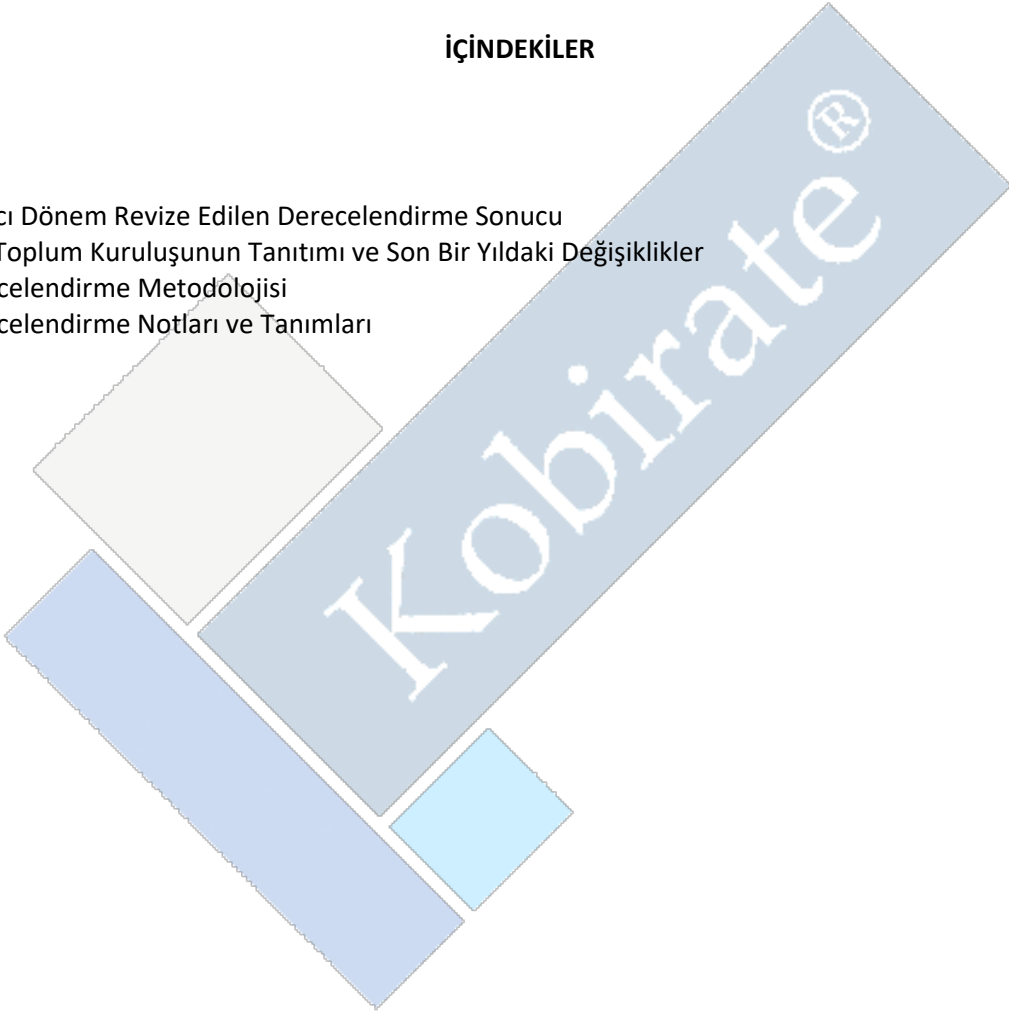 İÇİNDEKİLER
cı Dönem Revize Edilen Derecelendirme Sonucu
Toplum Kuruluşunun Tanıtımı ve Son Bir Yıldaki Değişiklikler
celendirme Metodolojisi
celendirme Notları ve Tanımları
Kobirate ®